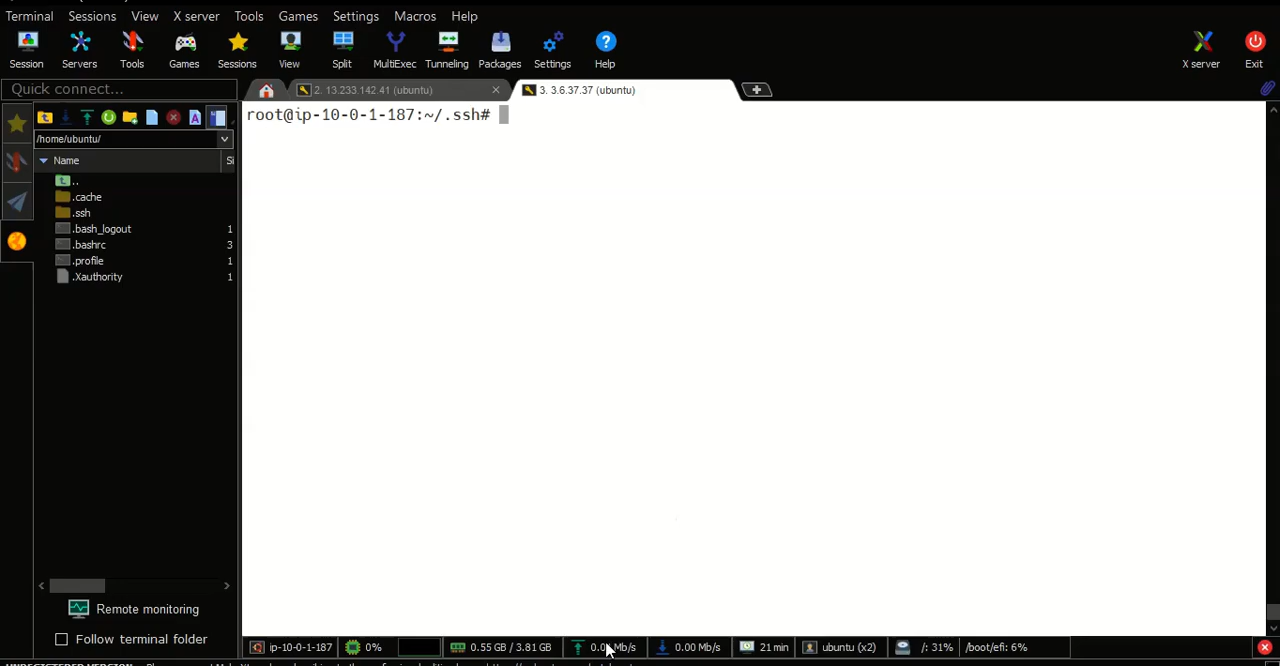 Terminal Sessions View X server Tools Games Settings Macros Help
Session Servers Tools Games Sessions View Split MultiExec Tunneling Packages Settings Help X server Exit
Quick connect...
2. 13.233.142 41 (ubuntu)
3. 3.6.37.37 (ubuntu)
/home/ubuntu/
Name Si
..
.cache
.ssh
.bash_logout 1
.bashrc 3
.profile 1
.Xauthority 1
root@ip-10-0-1-187:~/.ssh#
Remote monitoring
Follow terminal folder
ip-10-0-1-187 0% 0.55 GB / 3.81 GB Mb/s 0.00 Mb/s 21 min ubuntu (x2) /: 31% /boot/efi: 6%